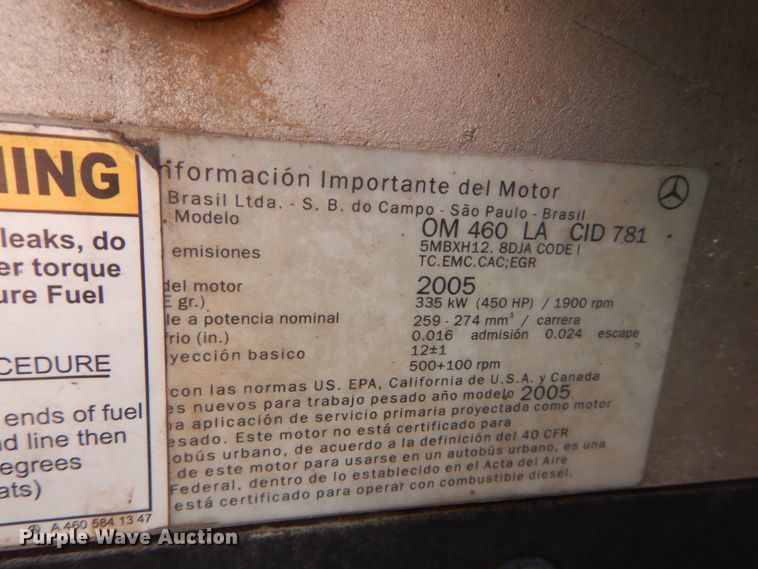 NING
leaks, do
er torque
ure Fuel
CEDURE
ends of fuel
nd line then
degrees
ats)
A 460 584 13 47
nformación Importante del Motor
Brasil Ltda. - S. B. do Campo - São Paulo - Brasil
, Modelo OM 460 LA CID 781
emisiones 5MBXH12. 8DJA CODE I
TC.EMC.CAC;EGR
del motor 2005
E gr.) 335 kW (450 HP) / 1900 rpm
le a potencia nominal 259 - 274 mm³ / carrera
frio (in.) 0.016 admisión 0.024 escape
yección basico 12±1
500+100 rpm
con las normas US. EPA, California de U.S.A. y Canada
es nuevos para trabajo pesado año modelo 2005
na aplicación de servicio primaria proyectada como motor
esado. Este motor no está certificado para
obús urbano, de acuerdo a la definición del 40 CFR
de este motor para usarse en un autobús urbano, es una
Federal, dentro de lo establecido en el Acta del Aire
está certificado para operar con combustible diesel.
Purple Wave Auction